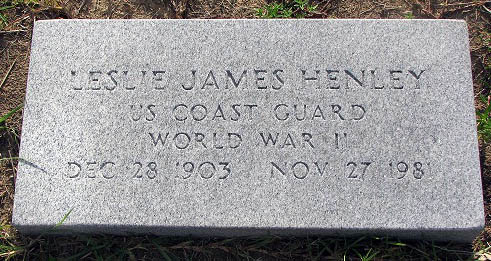 LESLIE JAMES HENLEY
US COAST GUARD
WORLD WAR II
DEC 28 1903 NOV 27 1981